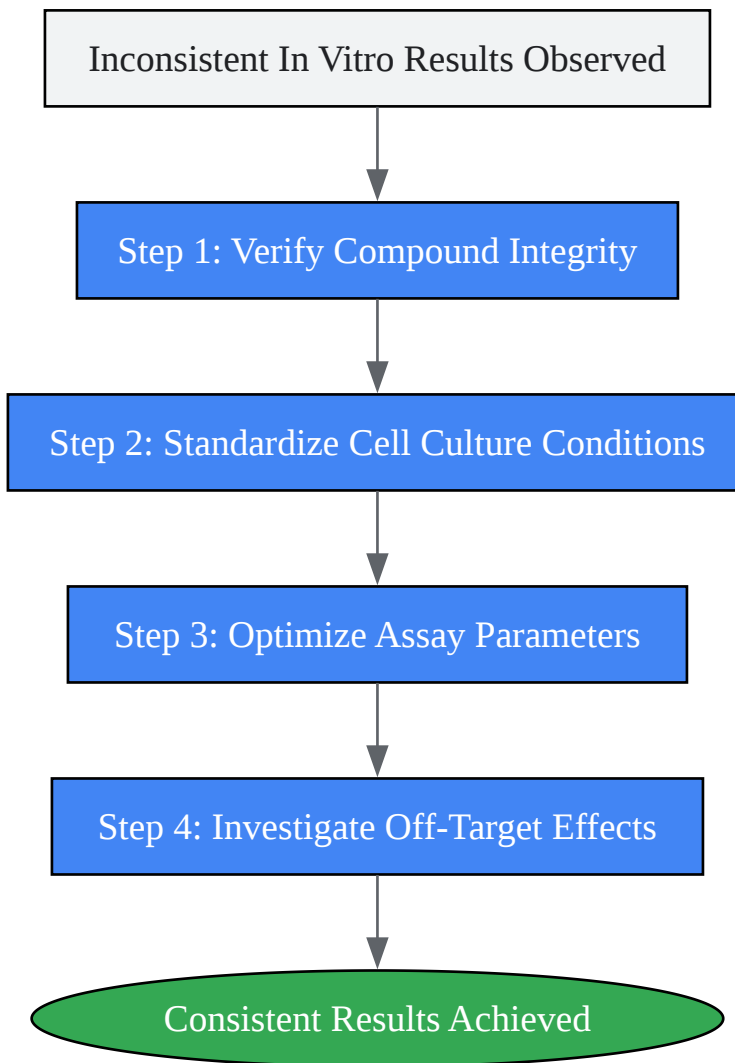 Inconsistent In Vitro Results Observed
Step 1: Verify Compound Integrity
Step 2: Standardize Cell Culture Conditions
Step 3: Optimize Assay Parameters
Step 4: Investigate Off-Target Effects
Consistent Results Achieved